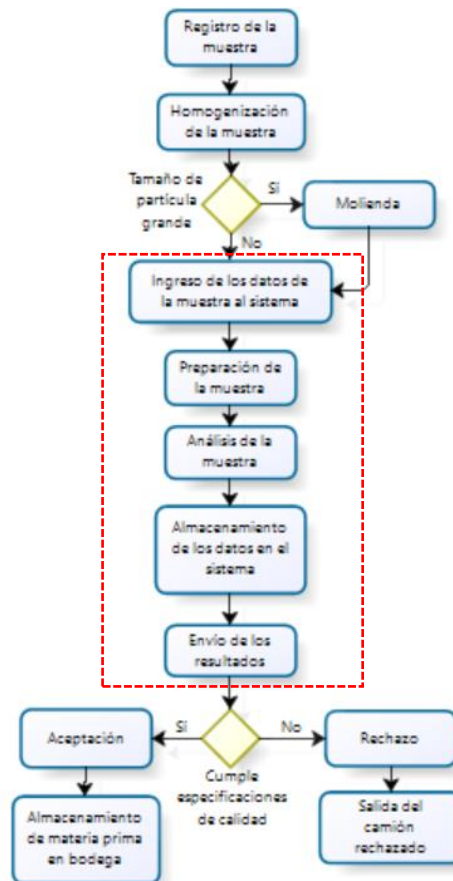 Registro de la
muestra
Homogenización
de la muestra
Tamaño de
partícula
grande
Sí
Molienda
No
Ingreso de los datos de
la muestra al sistema
Preparación de
la muestra
Análisis de la
muestra
Almacenamiento
de los datos en el
sistema
Envío de los
resultados
Aceptación
Sí
No
Rechazo
Cumple
especificaciones
de calidad
Almacenamiento
de materia prima
en bodega
Salida del
camión
rechazado